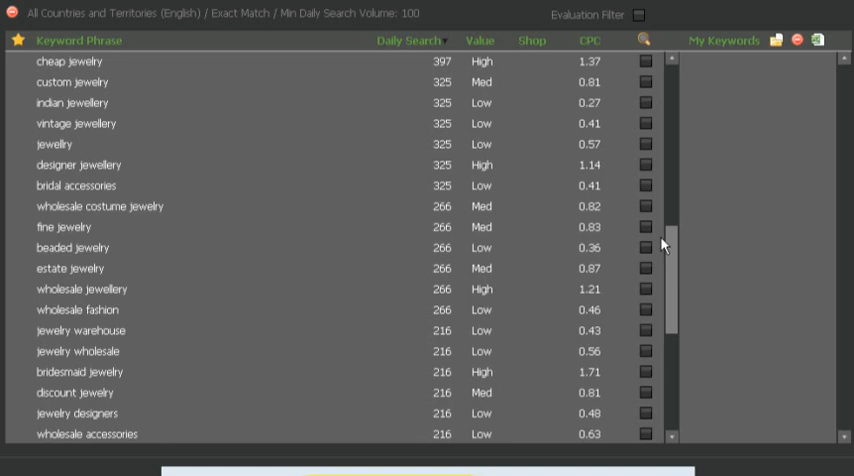 All Countries and Territories (English) / Exact Match / Min Daily Search Volume: 100 Evaluation Filter
Keyword Phrase Daily Search Value Shop CPC My Keywords
cheap jewelry 397 High 1.37
custom jewelry 325 Med 0.81
indian jewellery 325 Low 0.27
vintage jewellery 325 Low 0.41
jewellry 325 Low 0.57
designer jewellery 325 High 1.14
bridal accessories 325 Low 0.41
wholesale costume jewelry 266 Med 0.82
fine jewelry 266 Med 0.83
beaded jewelry 266 Low 0.36
estate jewelry 266 Med 0.87
wholesale jewellery 266 High 1.21
wholesale fashion 266 Low 0.46
jewelry warehouse 216 Low 0.43
jewelry wholesale 216 Low 0.56
bridesmaid jewelry 216 High 1.71
discount jewelry 216 Med 0.81
jewelry designers 216 Low 0.48
wholesale accessories 216 Low 0.63